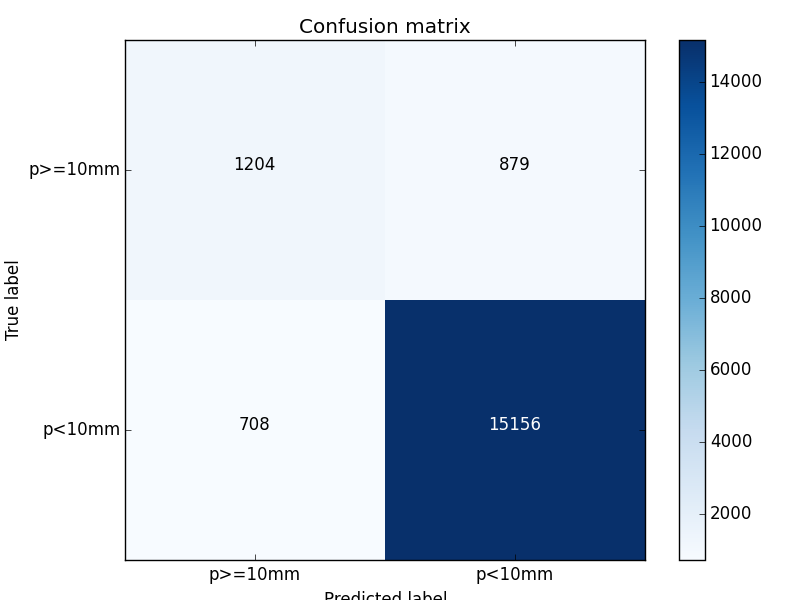 Confusion matrix
p>=10mm
1204
879
True label
p<10mm
708
15156
p>=10mm
p<10mm
Predicted label
14000
12000
10000
8000
6000
4000
2000